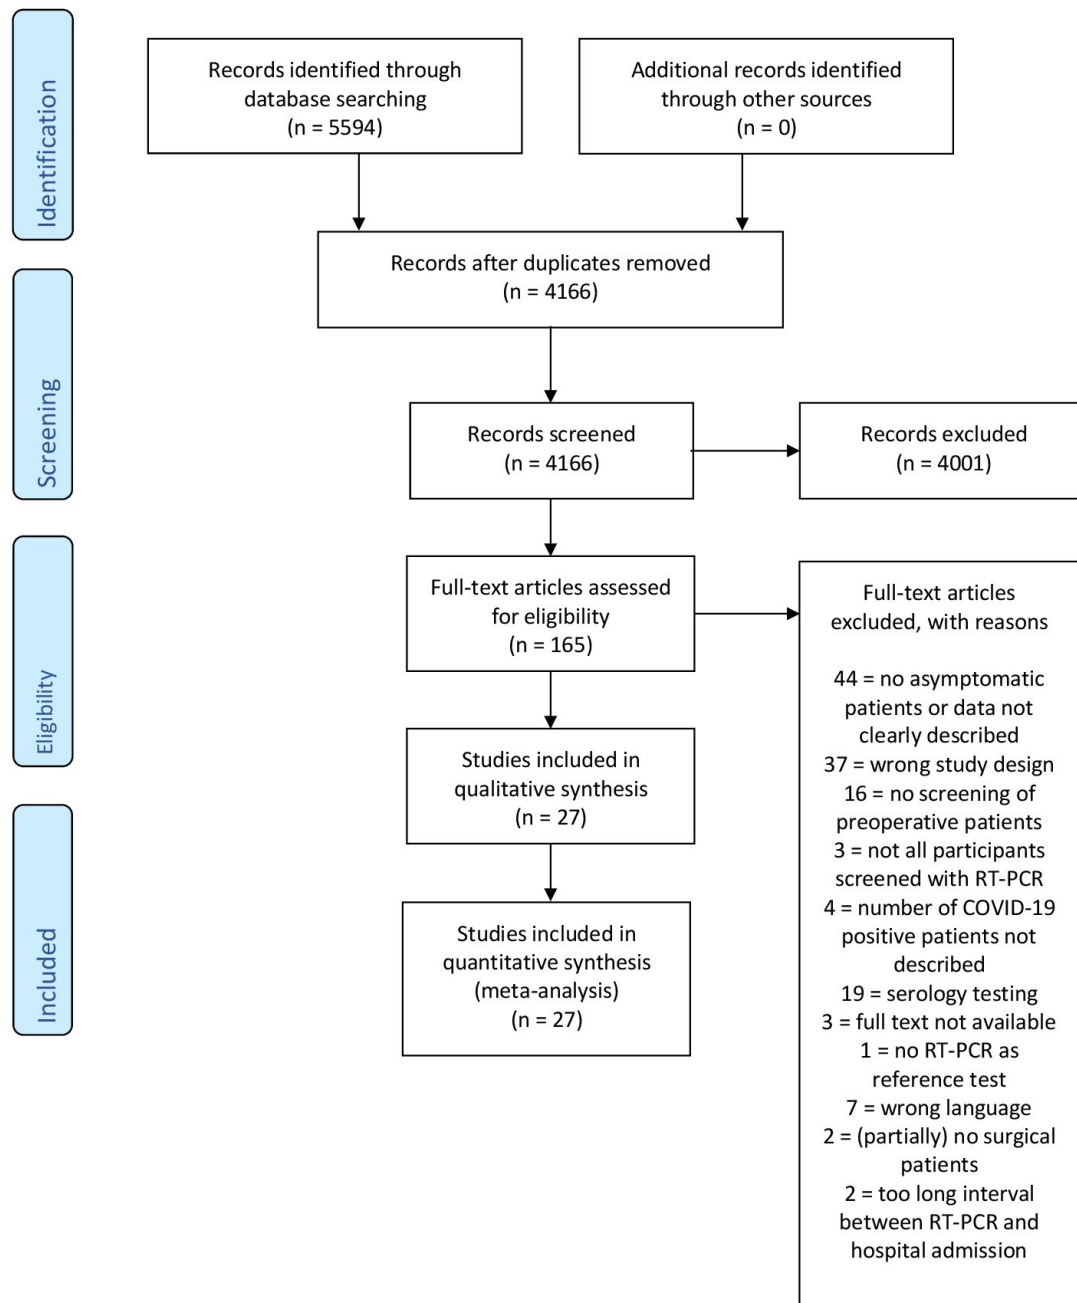 Identification
Records identified through
database searching
(n = 5594)
Additional records identified
through other sources
(n = 0)
Records after duplicates removed
(n = 4166)
Screening
Records screened
(n = 4166)
Records excluded
(n = 4001)
Eligibility
Full-text articles assessed
for eligibility
(n = 165)
Full-text articles
excluded, with reasons
44 = no asymptomatic
patients or data not
clearly described
37 = wrong study design
16 = no screening of
preoperative patients
3 = not all participants
screened with RT-PCR
4 = number of COVID-19
positive patients not
described
19 = serology testing
3 = full text not available
1 = no RT-PCR as
reference test
7 = wrong language
2 = (partially) no surgical
patients
2 = too long interval
between RT-PCR and
hospital admission
Studies included in
qualitative synthesis
(n = 27)
Included
Studies included in
quantitative synthesis
(meta-analysis)
(n = 27)